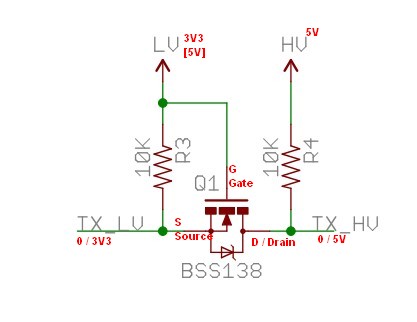 LV 3V3
[5V]
HV 5V
10K
R3
10K
R4
G
Gate
Q1
TX_LV
S
Source
TX_HV
0 / 3V3
D / Drain
0 / 5V
BSS138